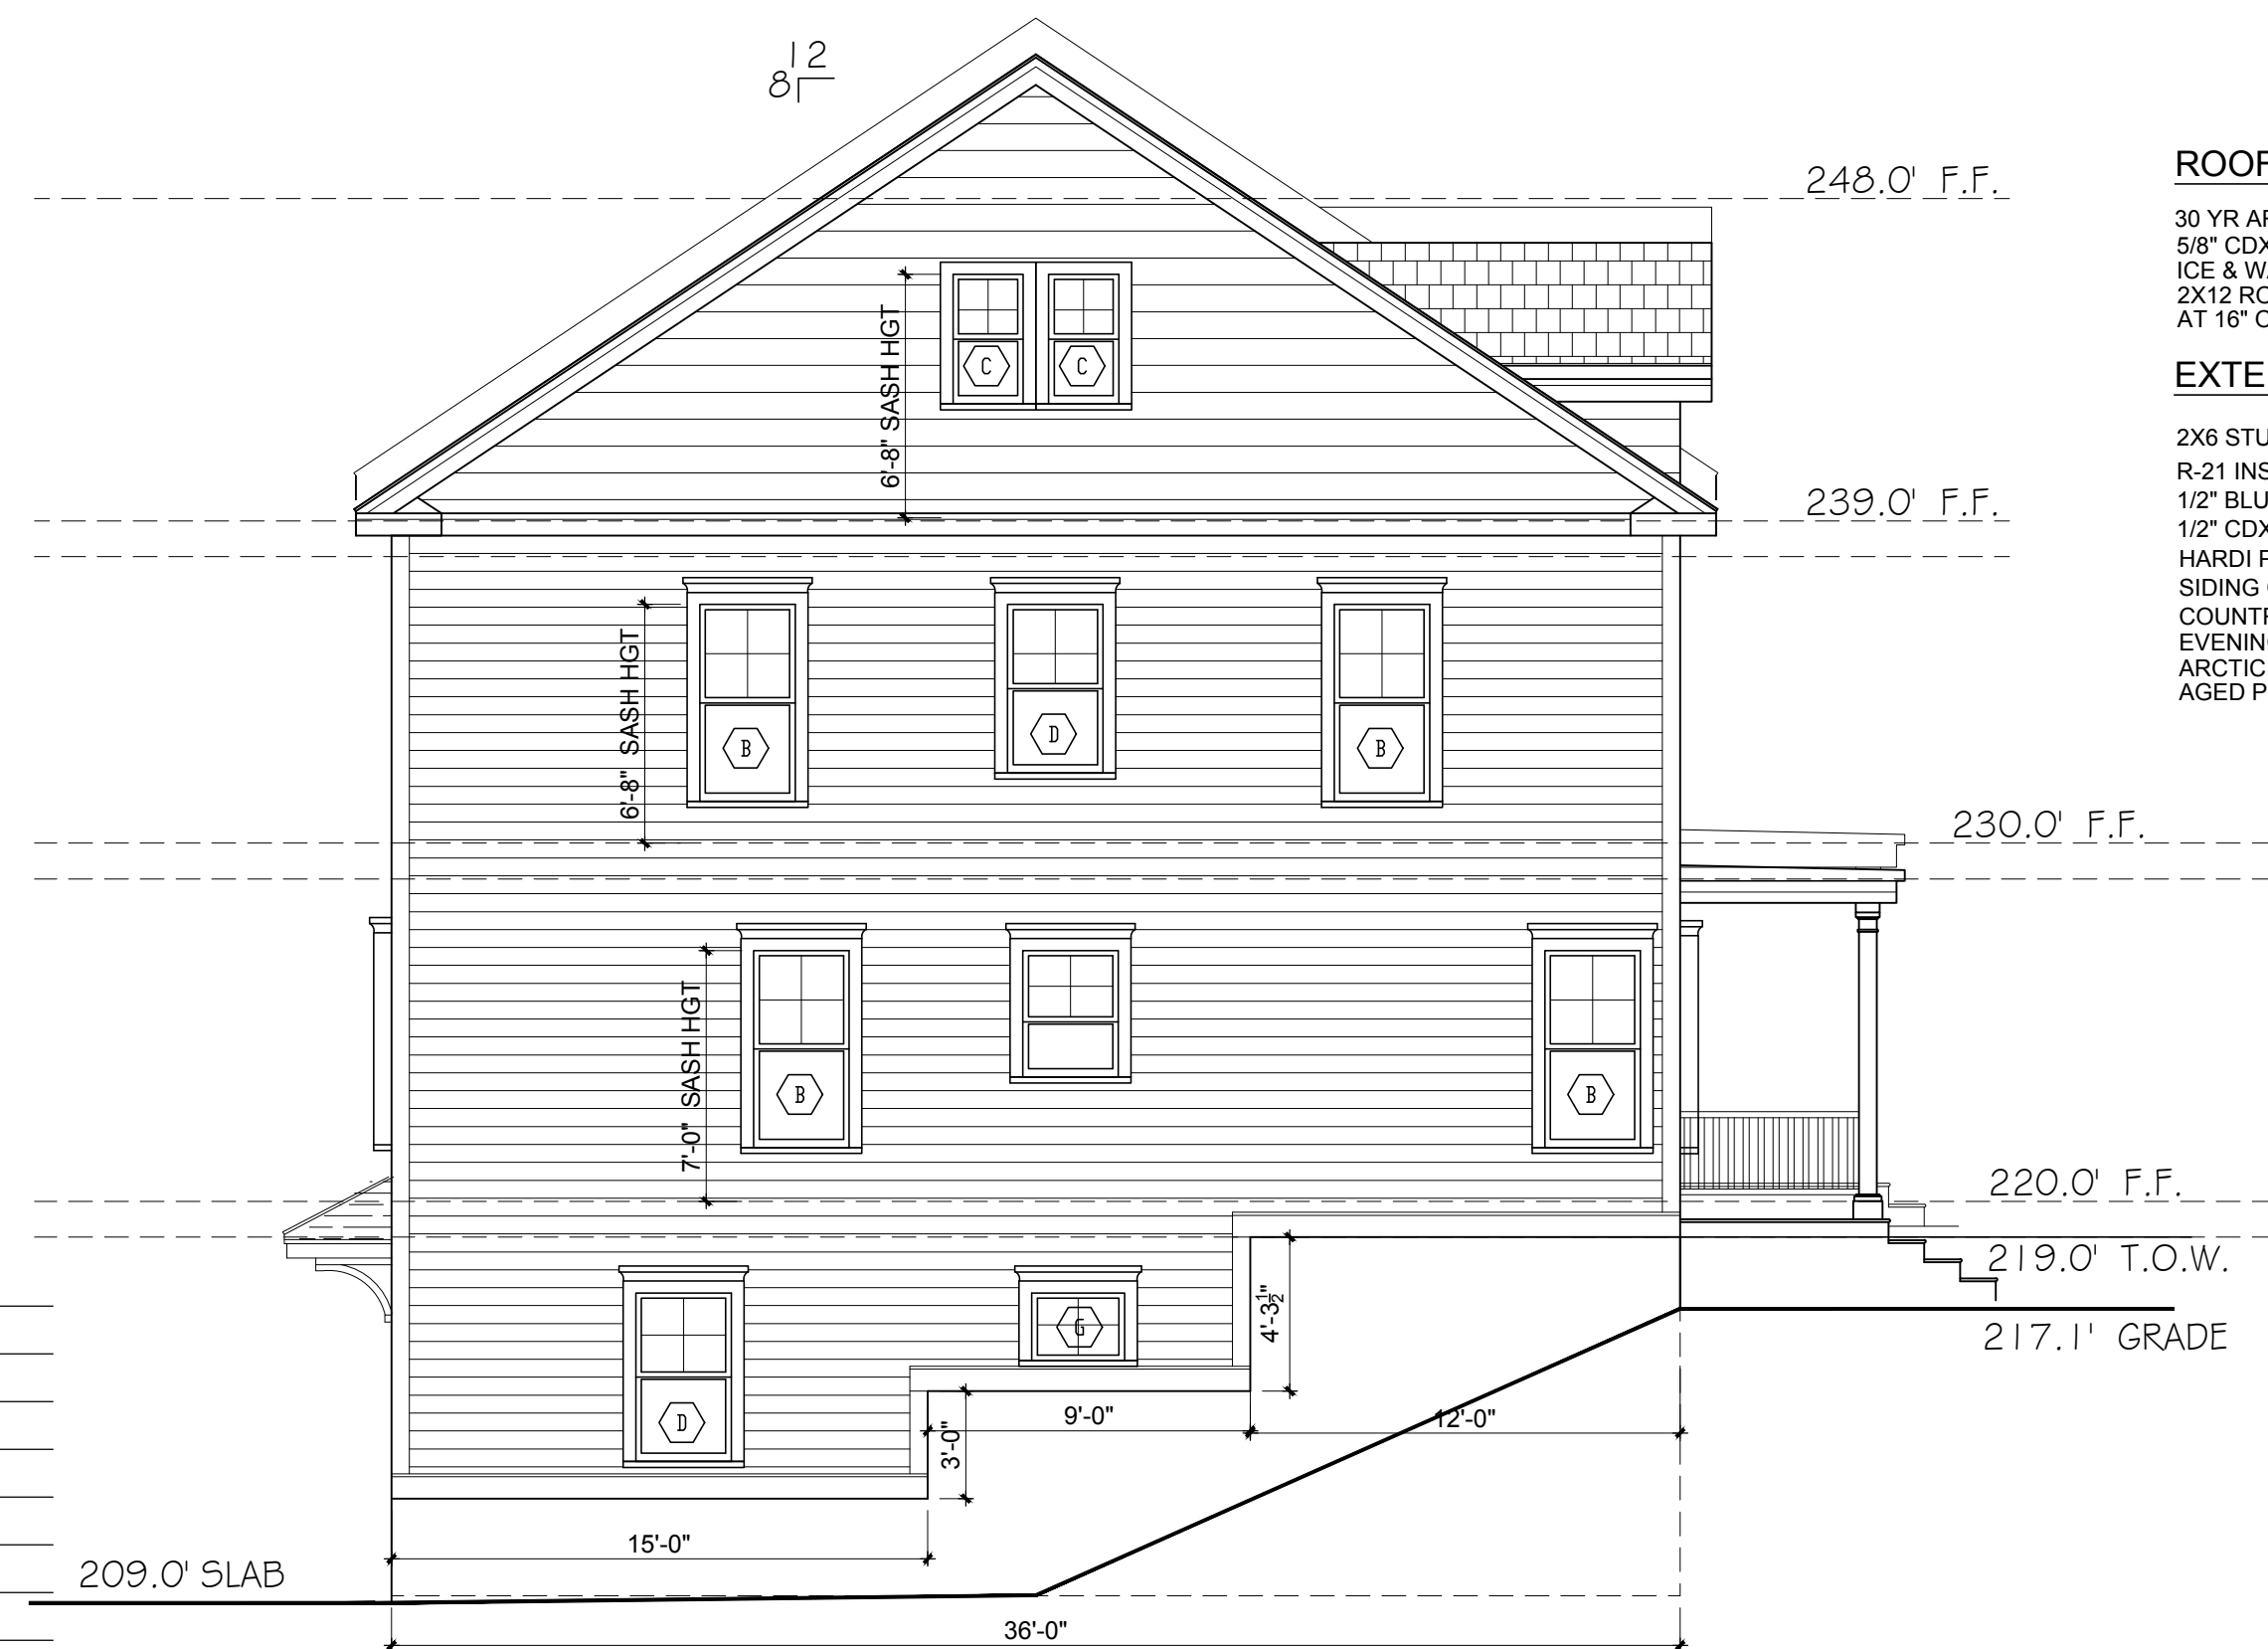 12
8
248.0' F.F.
ROOF
30 YR AR
5/8" CDX
ICE & WA
2X12 RO
AT 16" O
EXTE
2X6 STU
R-21 INS
1/2" BLU
1/2" CDX
HARDI P
SIDING
COUNTR
EVENING
ARCTIC
AGED P
6'-8" SASH HGT
C
C
239.0' F.F.
6'-8" SASH HGT
B
D
B
230.0' F.F.
7'-0" SASH HGT
B
B
220.0' F.F.
219.0' T.O.W.
217.1' GRADE
D
G
4'-3 1/2"
3'-0"
9'-0"
12'-0"
15'-0"
209.0' SLAB
36'-0"